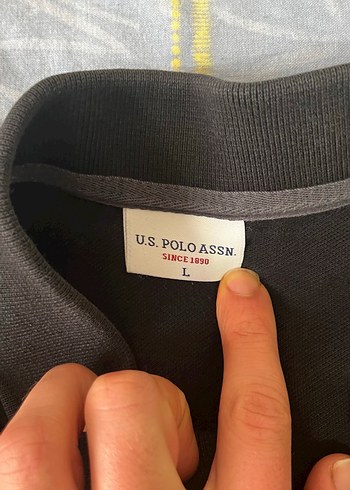 U.S. POLO ASSN.
SINCE 1890
L